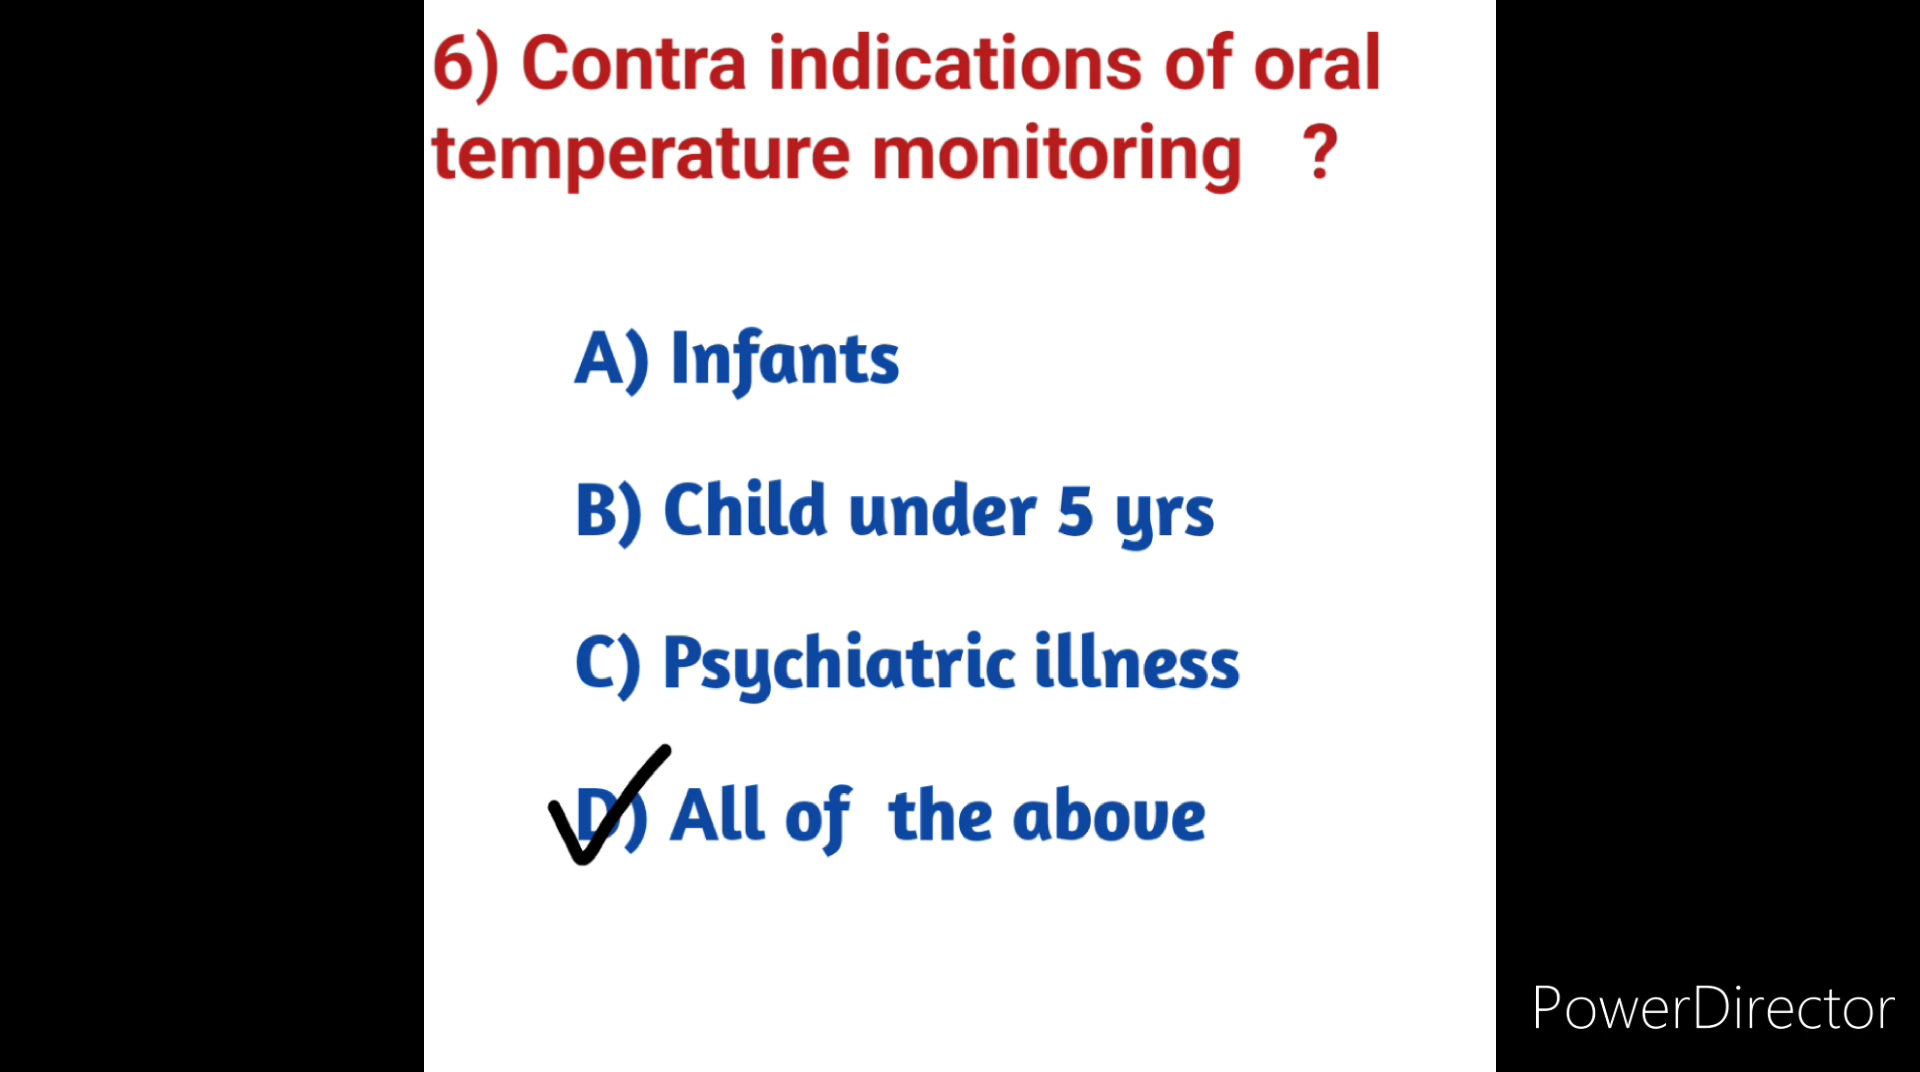 6) Contra indications of oral
temperature monitoring ?
A) Infants
B) Child under 5 yrs
C) Psychiatric illness
D) All of the above
PowerDirector